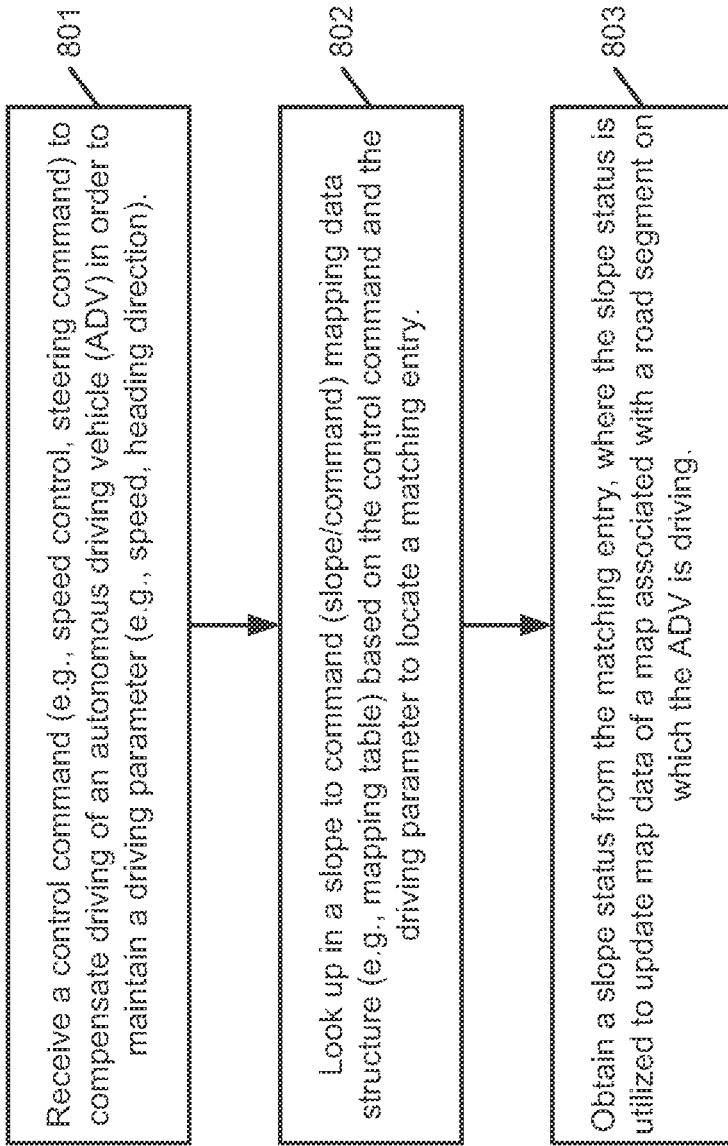 Receive a control command (e.g., speed control, steering command) to
compensate driving of an autonomous driving vehicle (ADV) in order to
maintain a driving parameter (e.g., speed, heading direction).
801
Look up in a slope to command (slope/command) mapping data
structure (e.g., mapping table) based on the control command and the
driving parameter to locate a matching entry.
802
Obtain a slope status from the matching entry, where the slope status is
utilized to update map data of a map associated with a road segment on
which the ADV is driving.
803